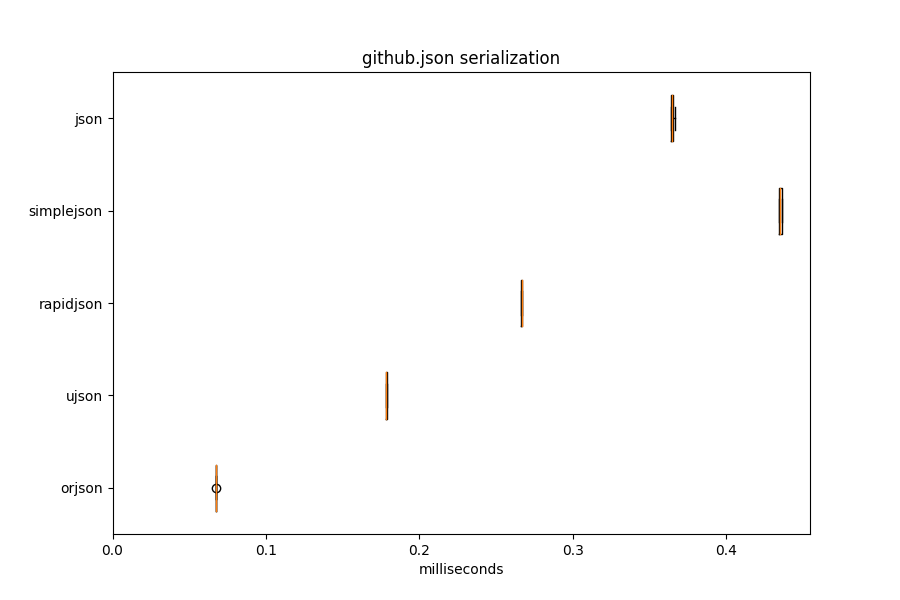 github.json serialization
json
simplejson
rapidjson
ujson
orjson
0.0 0.1 0.2 0.3 0.4
milliseconds